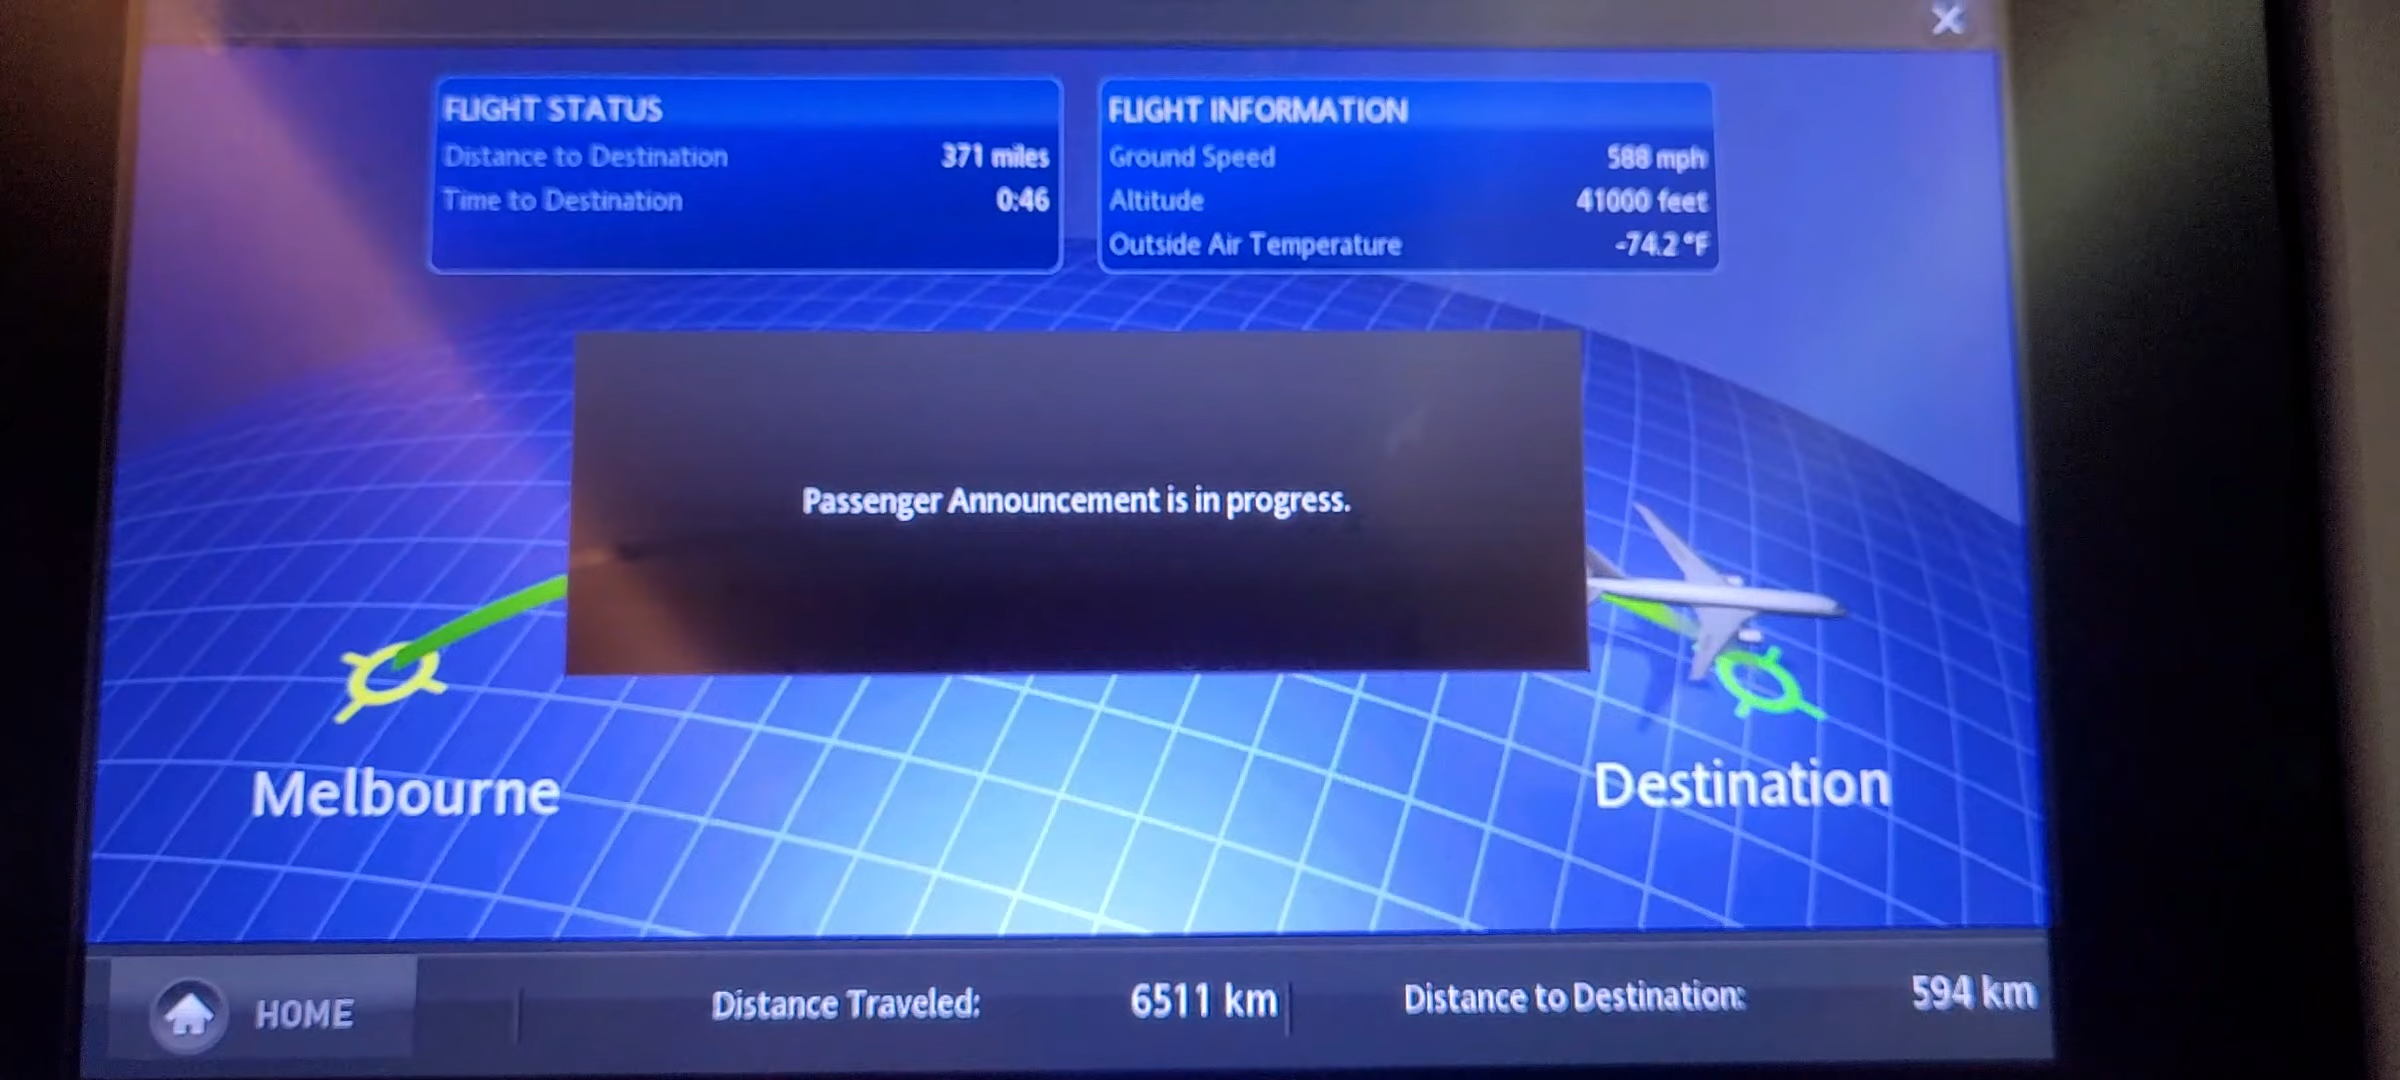 FLIGHT STATUS
Distance to Destination 371 miles
Time to Destination 0:46
FLIGHT INFORMATION
Ground Speed 588 mph
Altitude 41000 feet
Outside Air Temperature -74.2 °F
Passenger Announcement is in progress.
Melbourne
Destination
HOME
Distance Traveled: 6511 km
Distance to Destination: 594 km